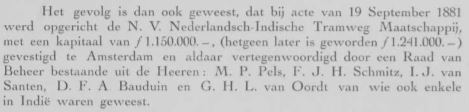 Het gevolg is dan ook geweest, dat bij acte van 19 September 1881
werd opgericht de N. V. Nederlandsch-Indische Tramweg Maatschappij,
met een kapitaal van ƒ 1.150.000. –, (hetgeen later is geworden ƒ 1.241.000. –)
gevestigd te Amsterdam en aldaar vertegenwoordigd door een Raad van
Beheer bestaande uit de Heeren: M. P. Pels, F. J. H. Schmitz, I. J. van
Santen, D. F. A Bauduin en G. H. L. van Oordt van wie ook enkele
in Indië waren geweest.